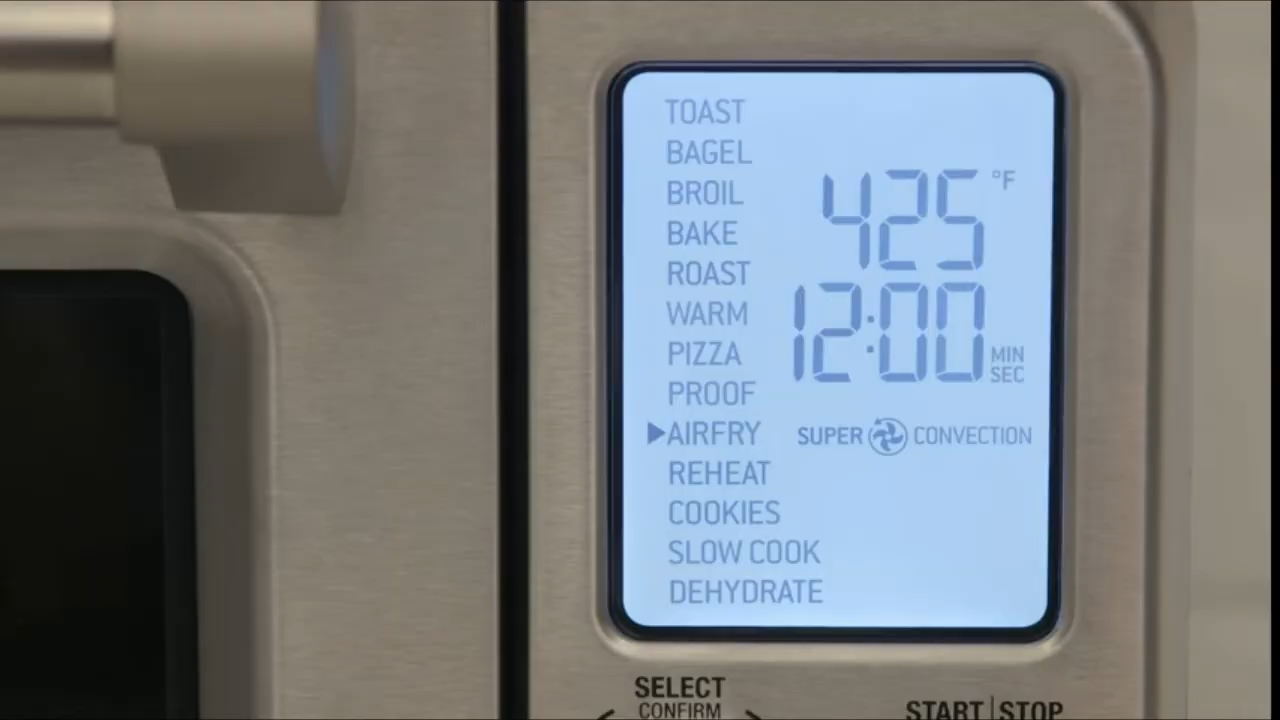 TOAST
BAGEL
BROIL
BAKE
ROAST
WARM
PIZZA
PROOF
AIRFRY
REHEAT
COOKIES
SLOW COOK
DEHYDRATE
425 °F
12:00 MIN SEC
SUPER CONVECTION
SELECT
CONFIRM
START|STOP